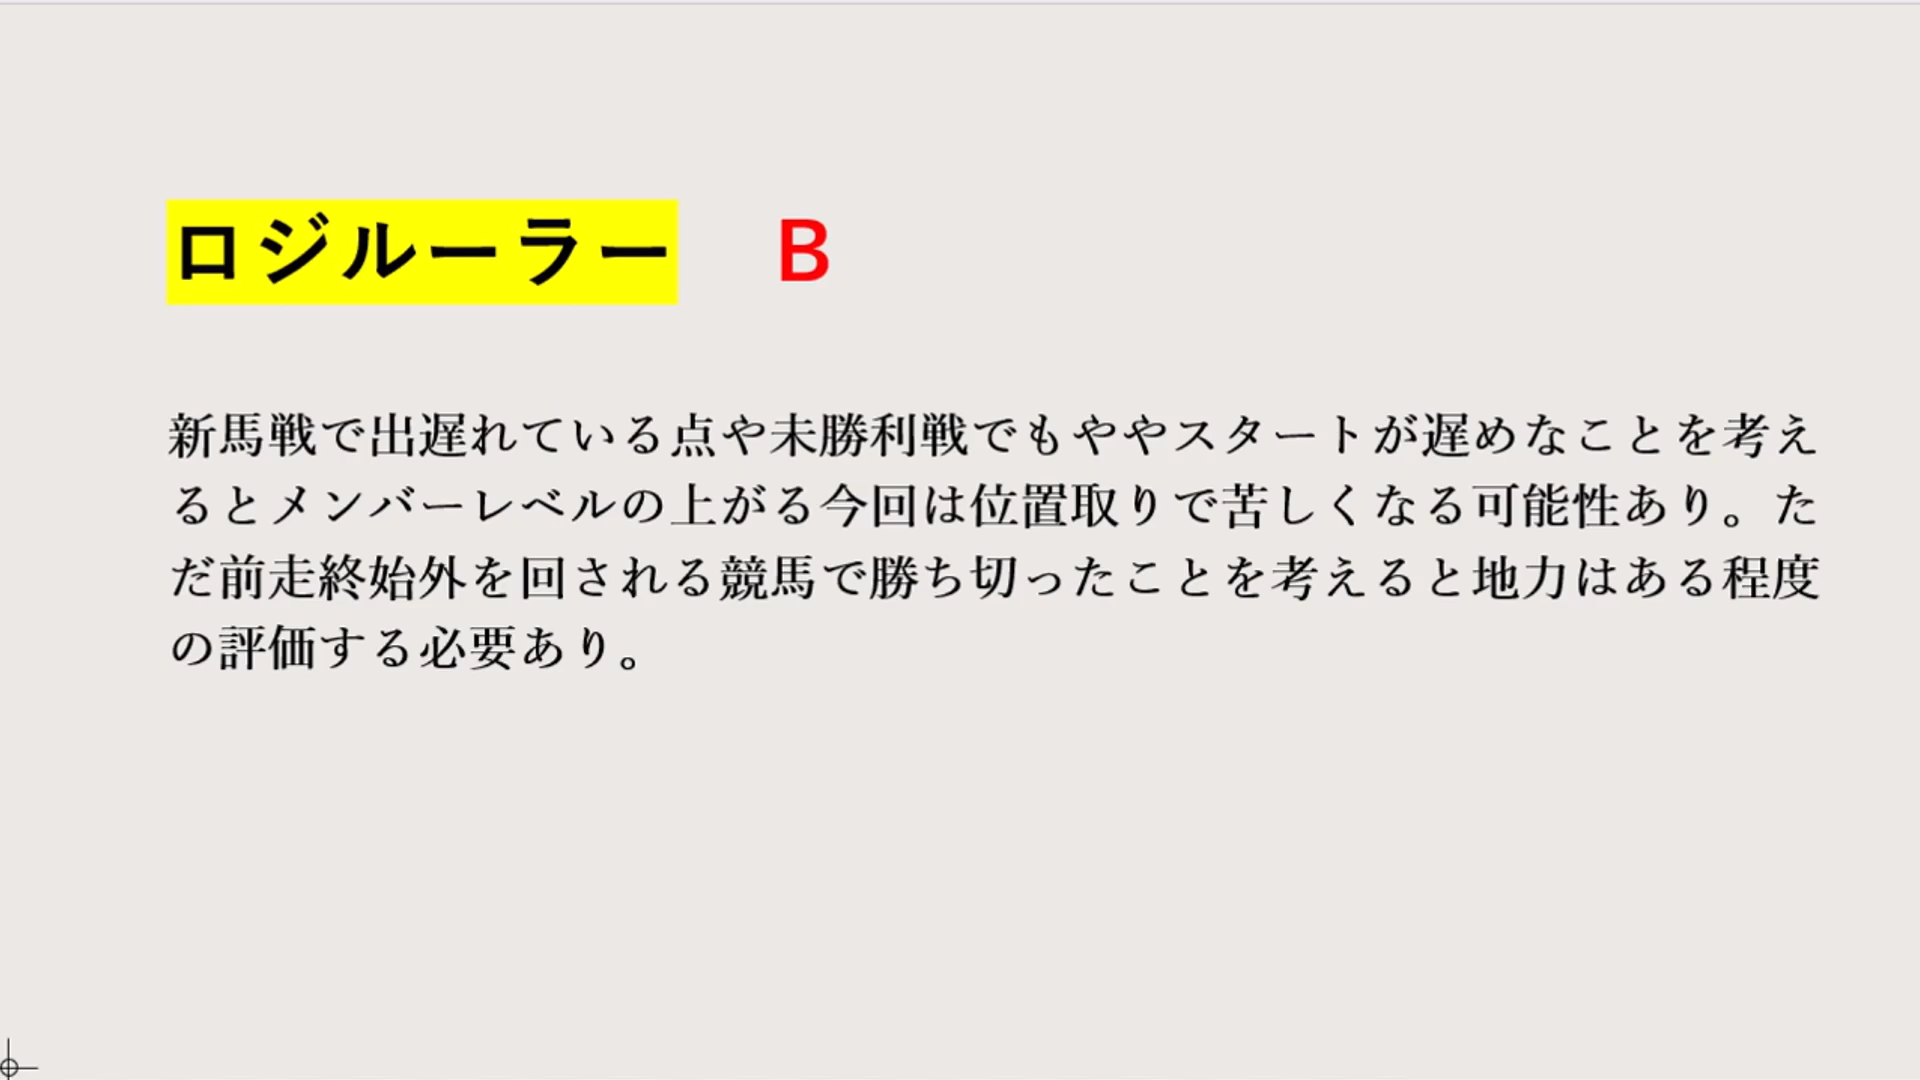 ロジルーラー　B
新馬戦で出遅れている点や未勝利戦でもややスタートが遅めなことを考え
るとメンバーレベルの上がる今回は位置取りで苦しくなる可能性あり。た
だ前走終始外を回される競馬で勝ち切ったことを考えると地力はある程度
の評価する必要あり。